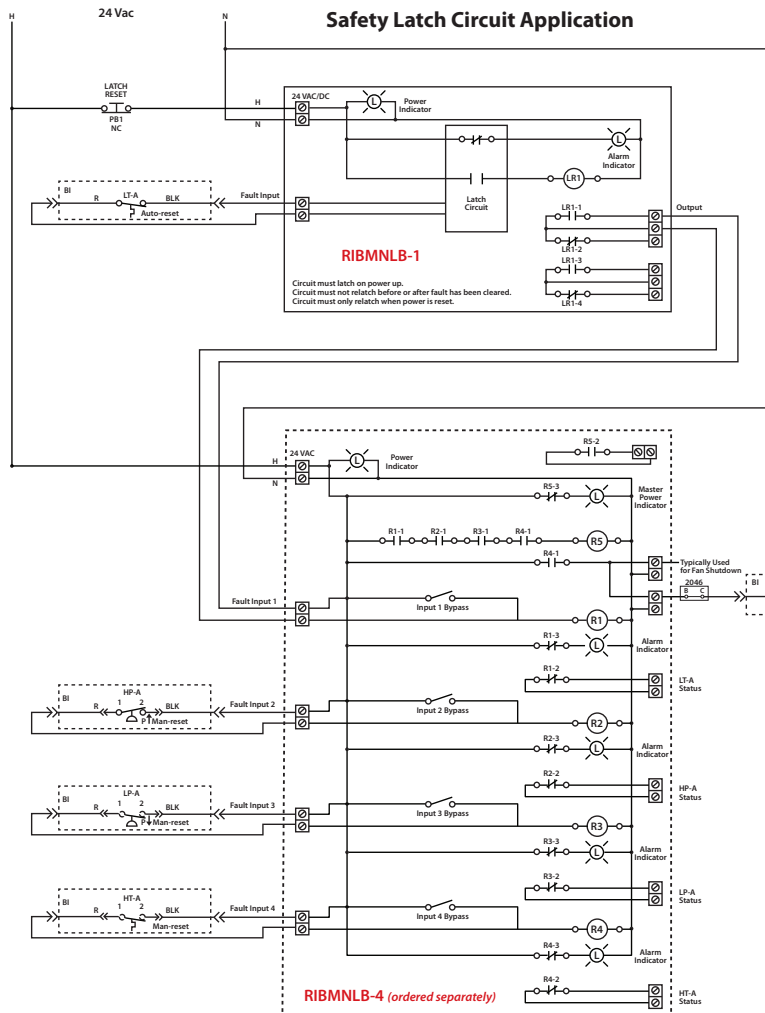 24 Vac
Safety Latch Circuit Application
H
N
LATCH
RESET
PB1
NC
H
N
24 VAC/DC
L
Power
Indicator
L
Alarm
Indicator
LR1
Latch
Circuit
BI
R
LT-A
BLK
Auto-reset
Fault Input
LR1-1
Output
LR1-2
LR1-3
LR1-4
RIBMNLB-1
Circuit must latch on power up.
Circuit must not relatch before or after fault has been cleared.
Circuit must only relatch when power is reset.
H
N
24 VAC
L
Power
Indicator
R5-2
R5-3
L
Master
Power
Indicator
R1-1
R2-1
R3-1
R4-1
R5
R4-1
Typically Used
for Fan Shutdown
2046
B C
BI
Fault Input 1
Input 1 Bypass
R1
R1-3
L
Alarm
Indicator
R1-2
LT-A
Status
BI
HP-A
R
1 2
BLK
P
Man-reset
Fault Input 2
Input 2 Bypass
R2
R2-3
L
Alarm
Indicator
R2-2
HP-A
Status
BI
LP-A
R
1 2
BLK
P
Man-reset
Fault Input 3
Input 3 Bypass
R3
R3-3
L
Alarm
Indicator
R3-2
LP-A
Status
BI
HT-A
R
1 2
BLK
Man-reset
Fault Input 4
Input 4 Bypass
R4
R4-3
L
Alarm
Indicator
R4-2
HT-A
Status
RIBMNLB-4 (ordered separately)